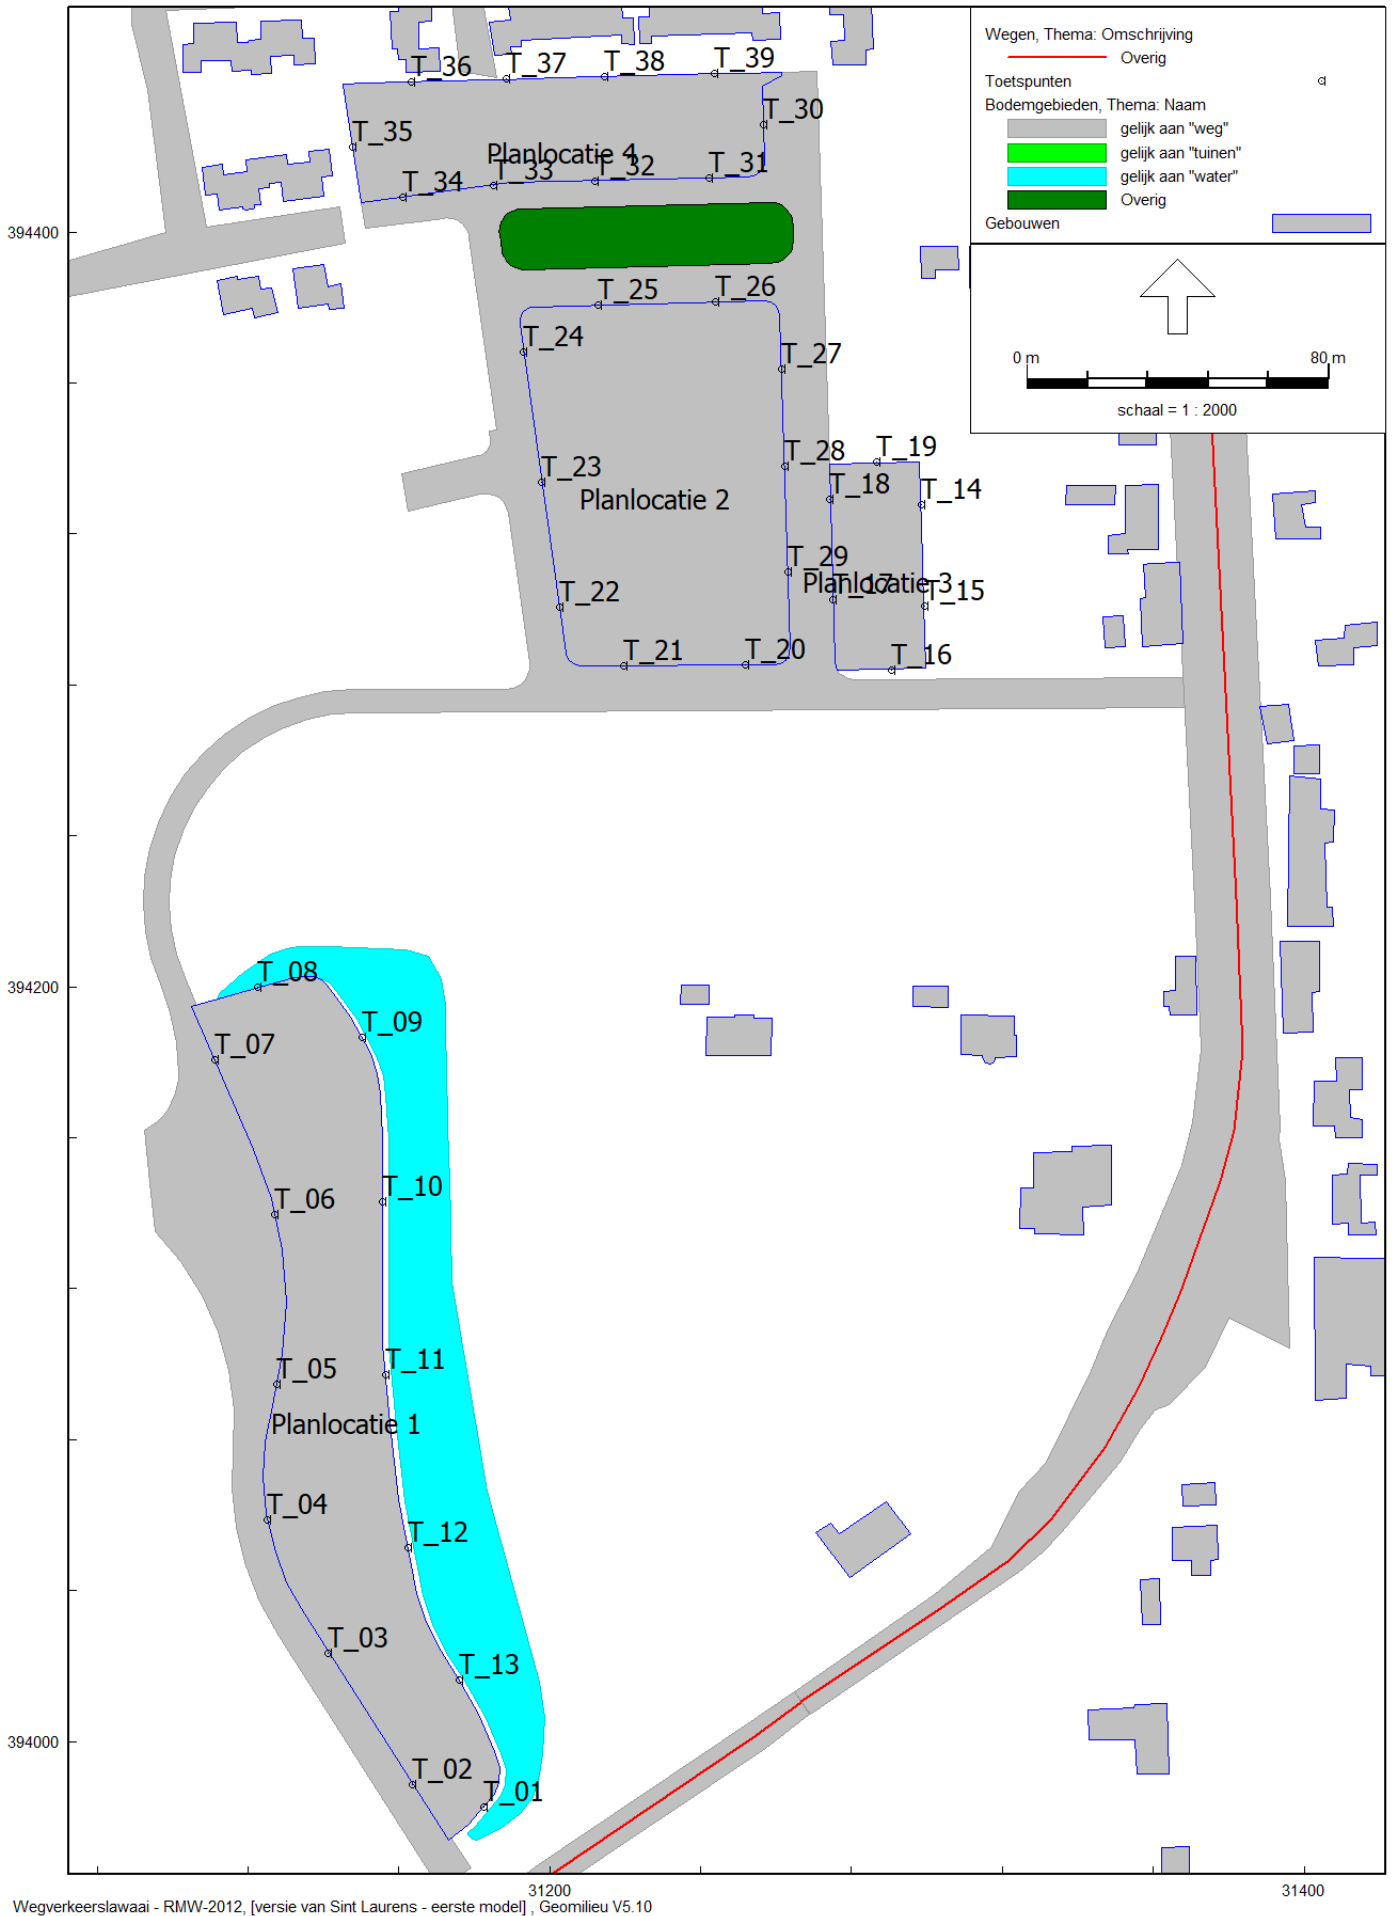 Wegen, Thema: Omschrijving
Overig
Toetspunten
Bodemgebieden, Thema: Naam
gelijk aan "weg"
gelijk aan "tuinen"
gelijk aan "water"
Overig
Gebouwen
0 m 80 m
schaal = 1 : 2000
T_36 T_37 T_38 T_39
T_30
T_35
Planlocatie 4
T_34 T_33 T_32 T_31
394400
T_25 T_26
T_24
T_27
T_28 T_19
T_23
T_18 T_14
Planlocatie 2
T_29
Planlocatie 3
T_22 T_17 T_15
T_21 T_20 T_16
394200
T_08
T_09
T_07
T_10
T_06
T_11
T_05
Planlocatie 1
T_04
T_12
T_03
T_13
394000
T_02
T_01
31200 31400
Wegverkeerslawaai - RMW-2012, [versie van Sint Laurens - eerste model] , Geomilieu V5.10